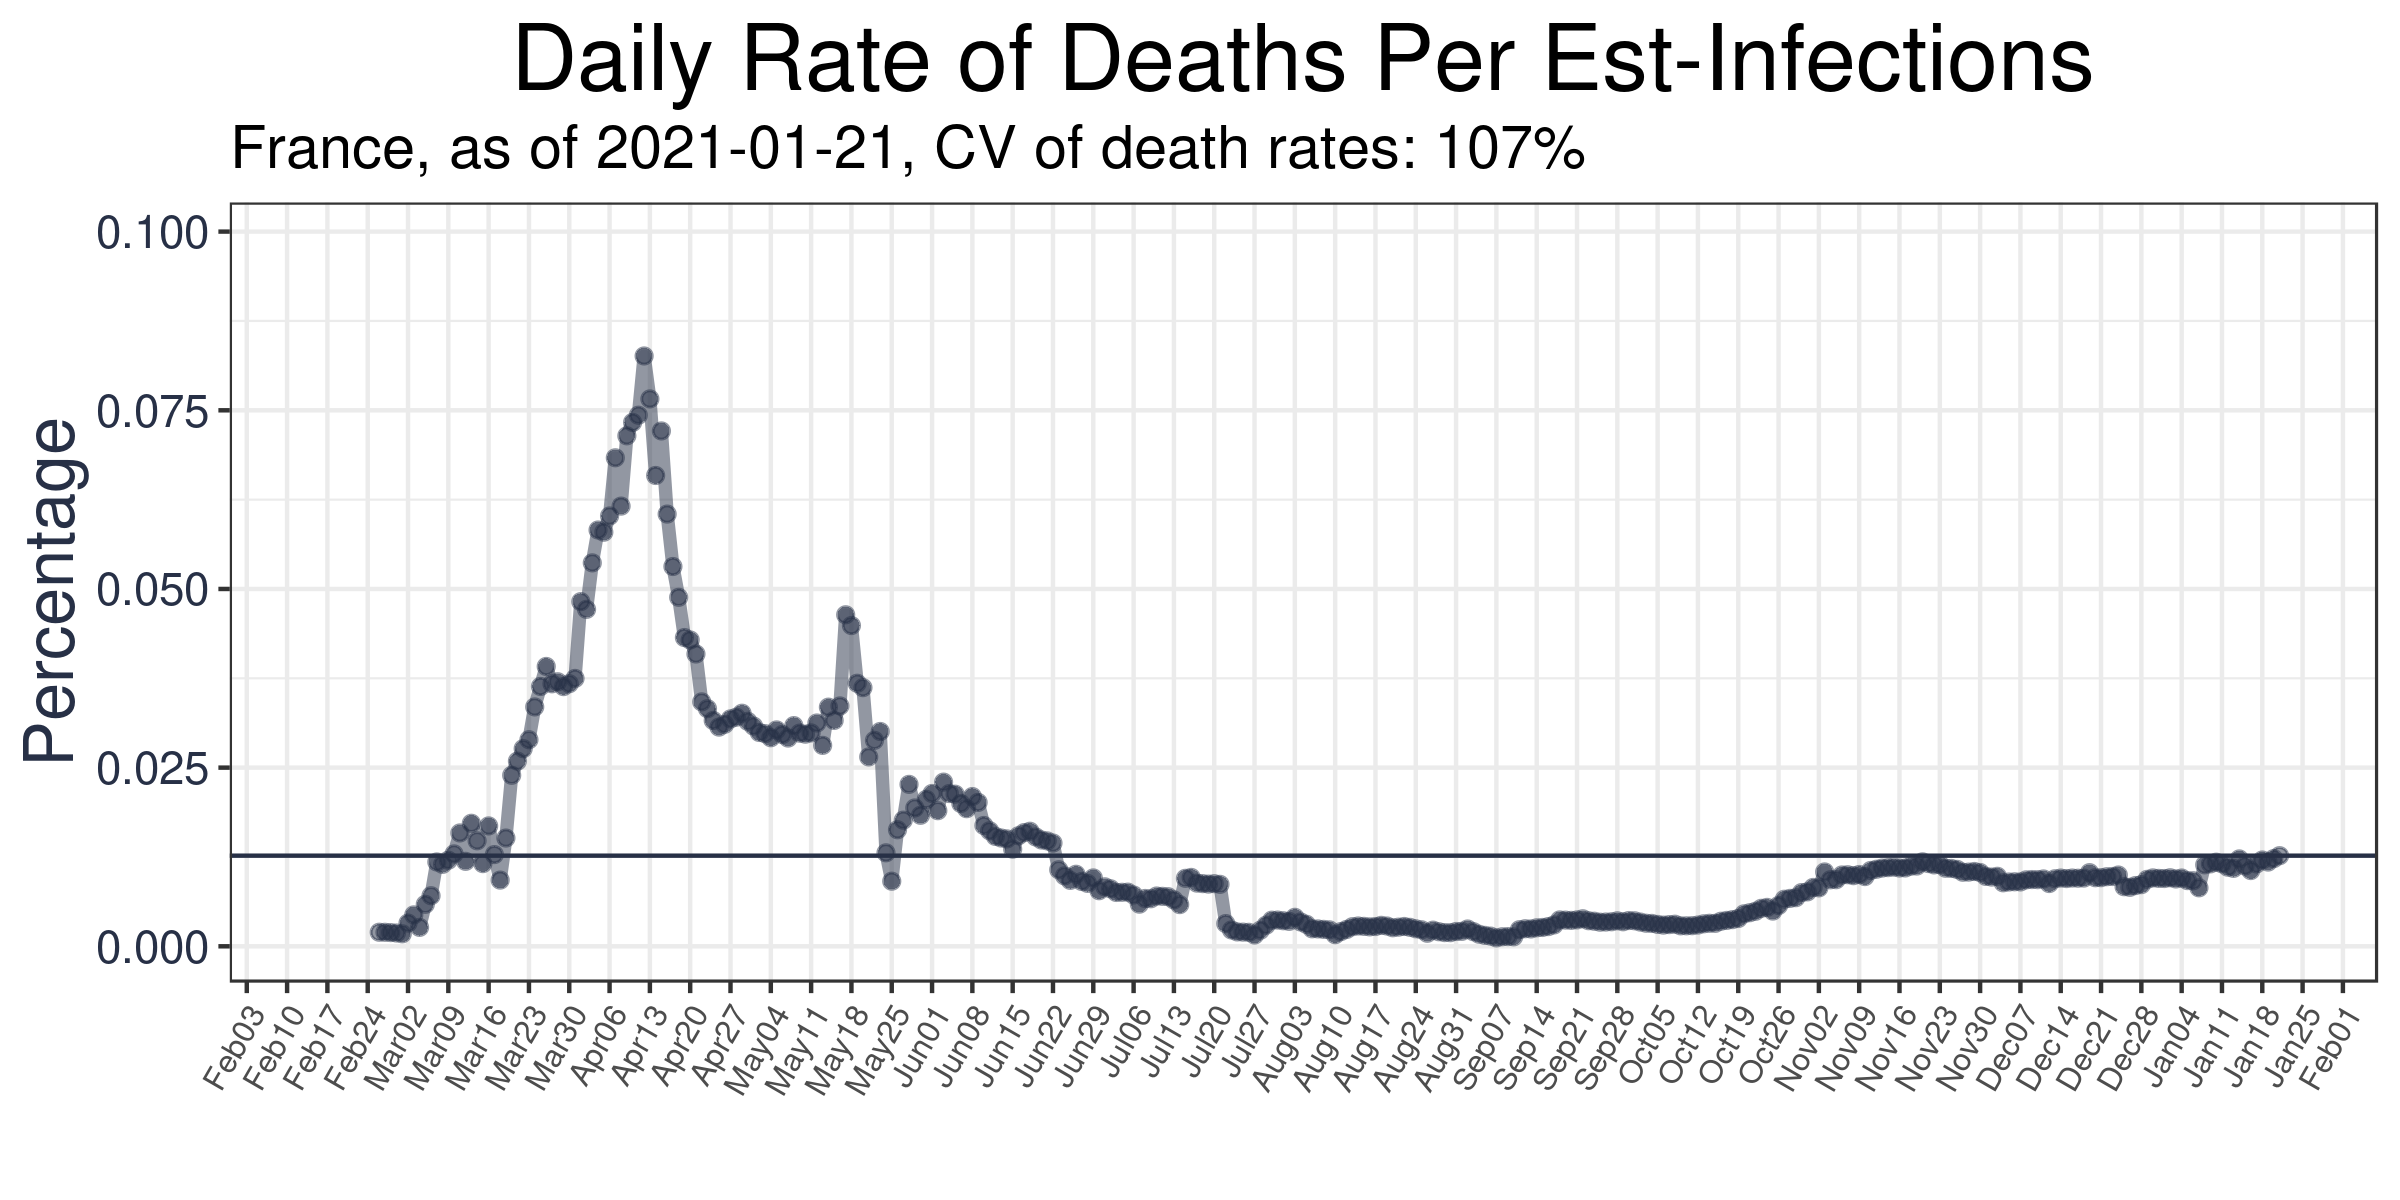 Daily Rate of Deaths Per Est-Infections
France, as of 2021-01-21, CV of death rates: 107%
Percentage
0.100
0.075
0.050
0.025
0.000
Feb03
Feb10
Feb17
Feb24
Mar02
Mar09
Mar16
Mar23
Mar30
Apr06
Apr13
Apr20
Apr27
May04
May11
May18
May25
Jun01
Jun08
Jun15
Jun22
Jun29
Jul06
Jul13
Jul20
Jul27
Aug03
Aug10
Aug17
Aug24
Aug31
Sep07
Sep14
Sep21
Sep28
Oct05
Oct12
Oct19
Oct26
Nov02
Nov09
Nov16
Nov23
Nov30
Dec07
Dec14
Dec21
Dec28
Jan04
Jan11
Jan18
Jan25
Feb01